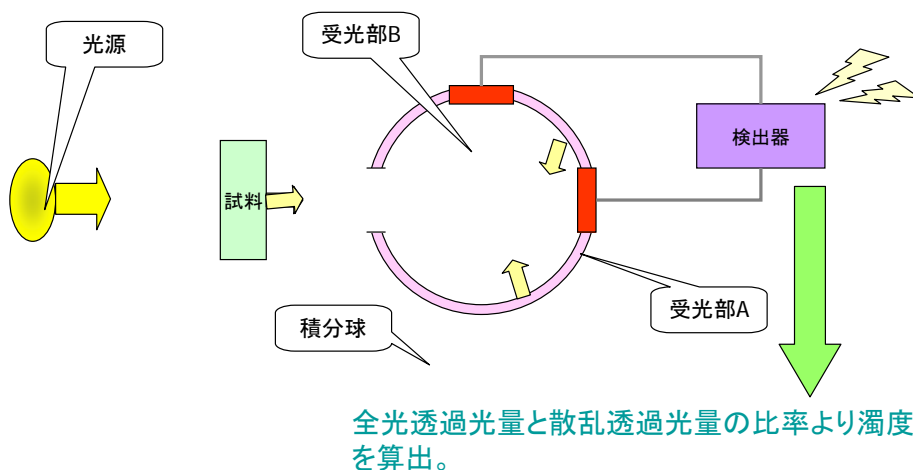 光源
受光部B
検出器
試料
受光部A
積分球
全光透過光量と散乱透過光量の比率より濁度
を算出。